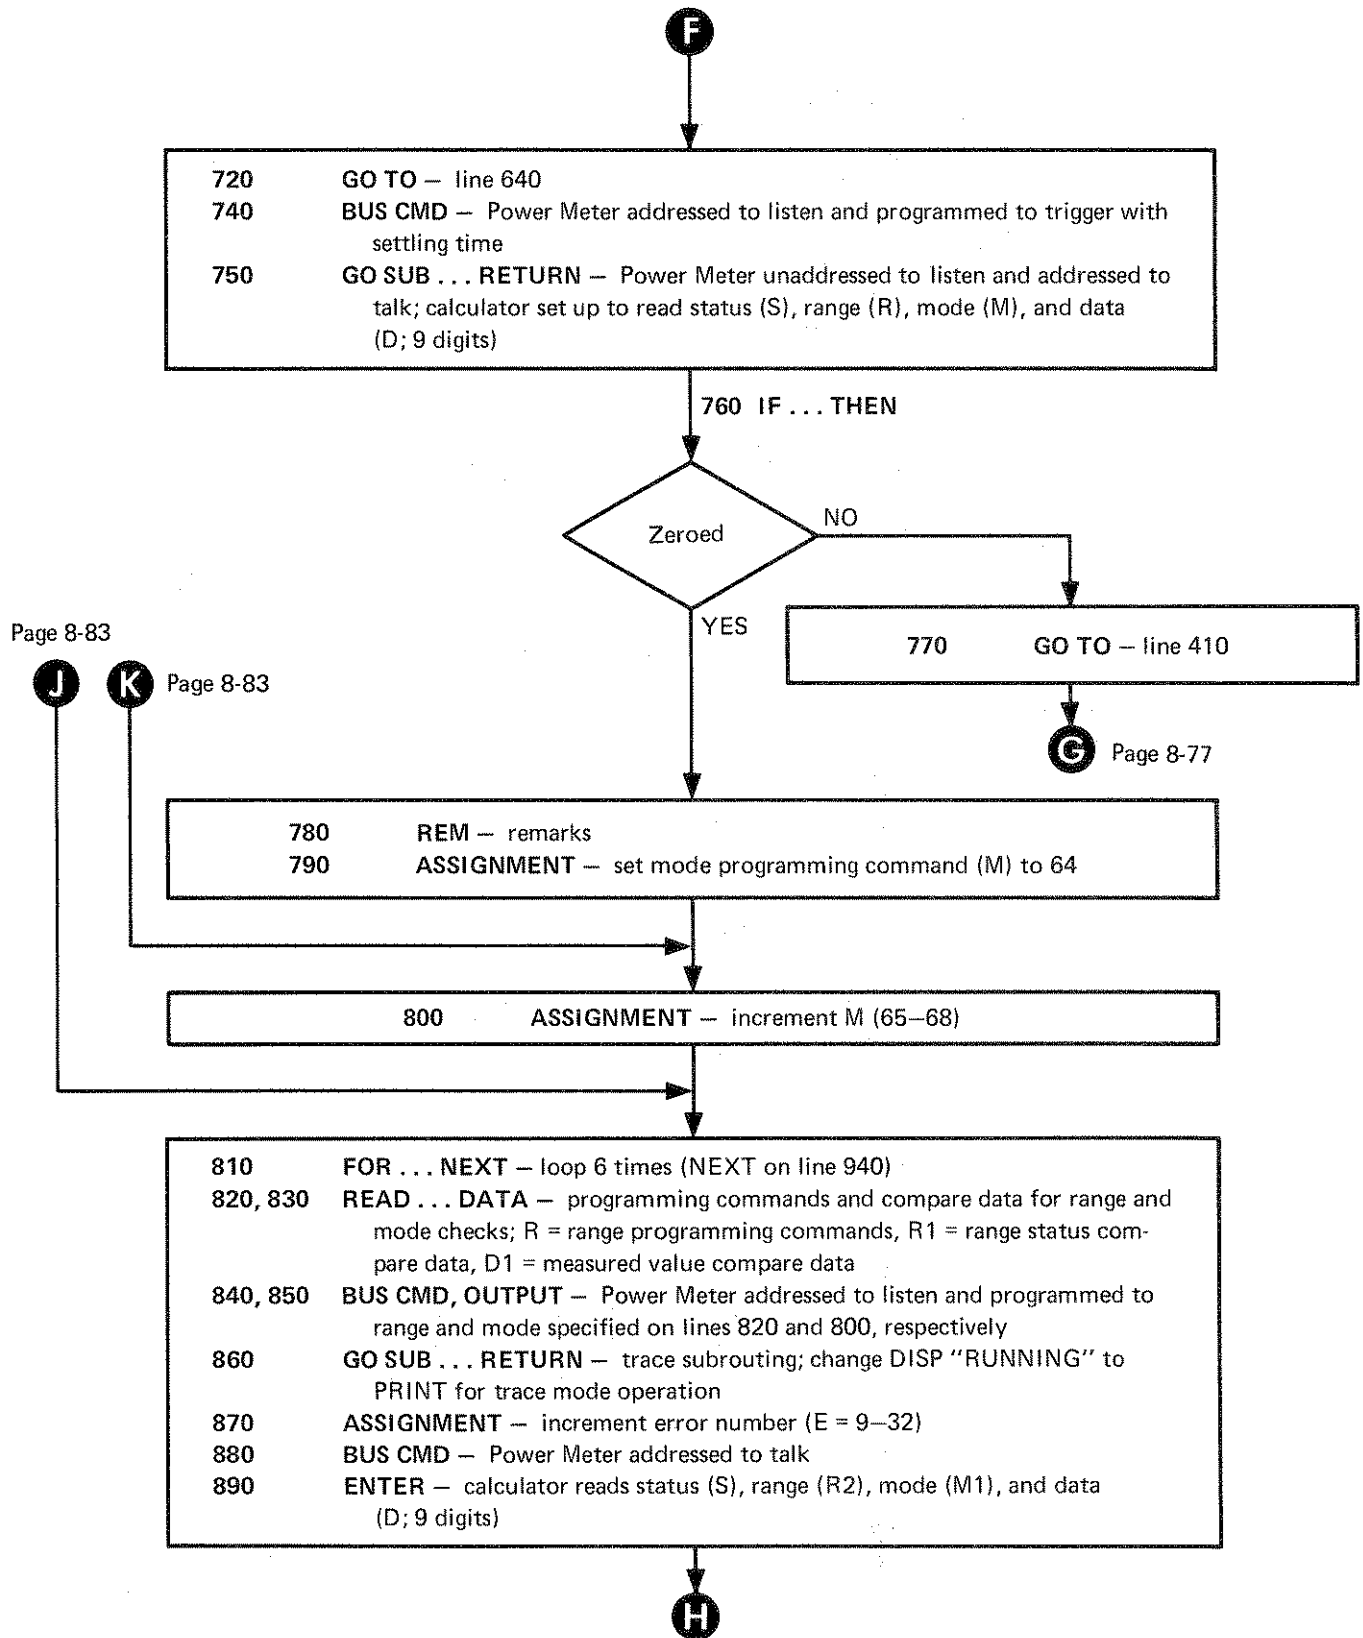 F
720 GO TO — line 640
740 BUS CMD — Power Meter addressed to listen and programmed to trigger with
settling time
750 GO SUB ... RETURN — Power Meter unaddressed to listen and addressed to
talk; calculator set up to read status (S), range (R), mode (M), and data
(D; 9 digits)
760 IF ... THEN
Zeroed
NO
YES
770 GO TO — line 410
G Page 8-77
Page 8-83
J
K Page 8-83
780 REM — remarks
790 ASSIGNMENT — set mode programming command (M) to 64
800 ASSIGNMENT — increment M (65—68)
810 FOR ... NEXT — loop 6 times (NEXT on line 940)
820, 830 READ ... DATA — programming commands and compare data for range and
mode checks; R = range programming commands, R1 = range status com-
pare data, D1 = measured value compare data
840, 850 BUS CMD, OUTPUT — Power Meter addressed to listen and programmed to
range and mode specified on lines 820 and 800, respectively
860 GO SUB ... RETURN — trace subrouting; change DISP "RUNNING" to
PRINT for trace mode operation
870 ASSIGNMENT — increment error number (E = 9—32)
880 BUS CMD — Power Meter addressed to talk
890 ENTER — calculator reads status (S), range (R2), mode (M1), and data
(D; 9 digits)
H